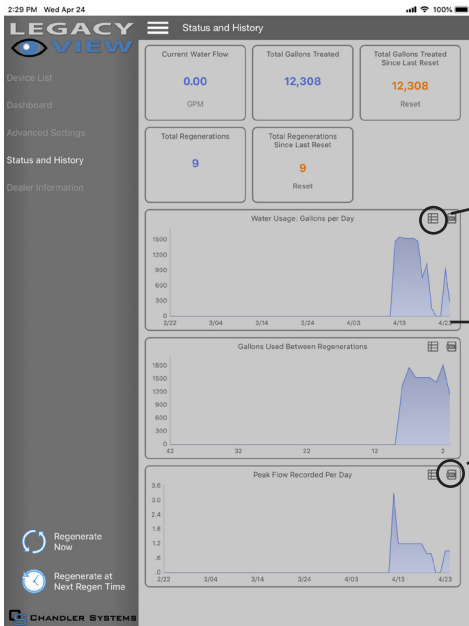 2:29 PM Wed Apr 24
100%
LEGACY
VIEW
Device List
Dashboard
Advanced Settings
Status and History
Dealer Information
Regenerate
Now
Regenerate at
Next Regen Time
CHANDLER SYSTEMS
Status and History
Current Water Flow
0.00
GPM
Total Gallons Treated
12,308
Total Gallons Treated
Since Last Reset
12,308
Reset
Total Regenerations
9
Total Regenerations
Since Last Reset
9
Reset
Water Usage: Gallons per Day
1500
1200
900
600
300
0
2/22 3/04 3/14 3/24 4/03 4/13 4/23
Gallons Used Between Regenerations
1800
1500
1200
900
600
300
0
42 32 22 12 2
Peak Flow Recorded Per Day
3.6
3.0
2.4
1.8
1.2
.6
.0
2/22 3/04 3/14 3/24 4/03 4/13 4/23